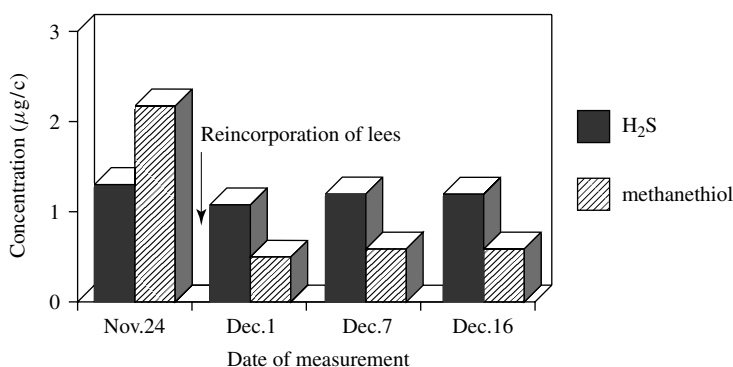 3
2
1
0
Concentration (μg/c)
Reincorporation of lees
Nov.24
Dec.1
Dec.7
Dec.16
Date of measurement
H₂S
methanethiol